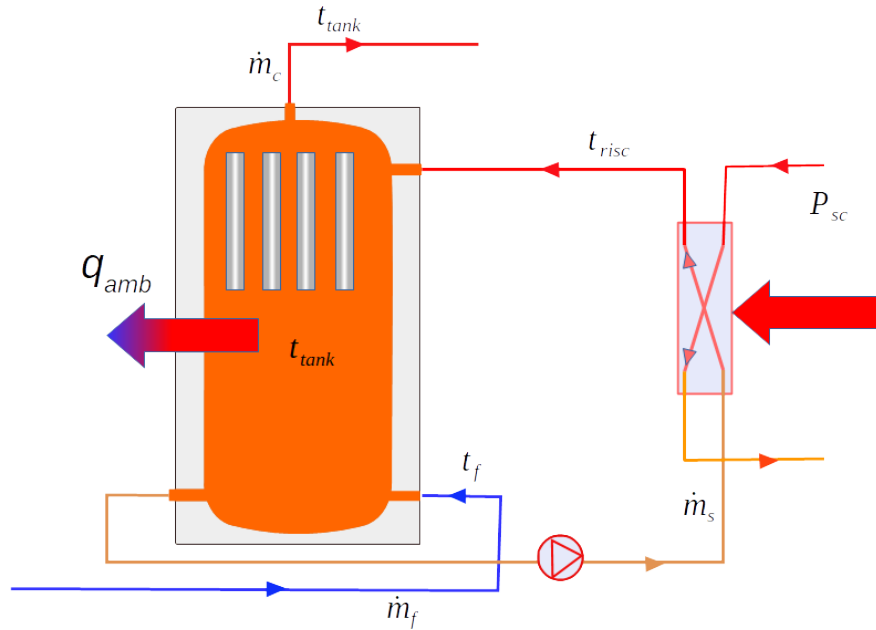 t_tank
ṁ_c
t_risc
P_sc
q_amb
t_tank
t_f
ṁ_s
ṁ_f